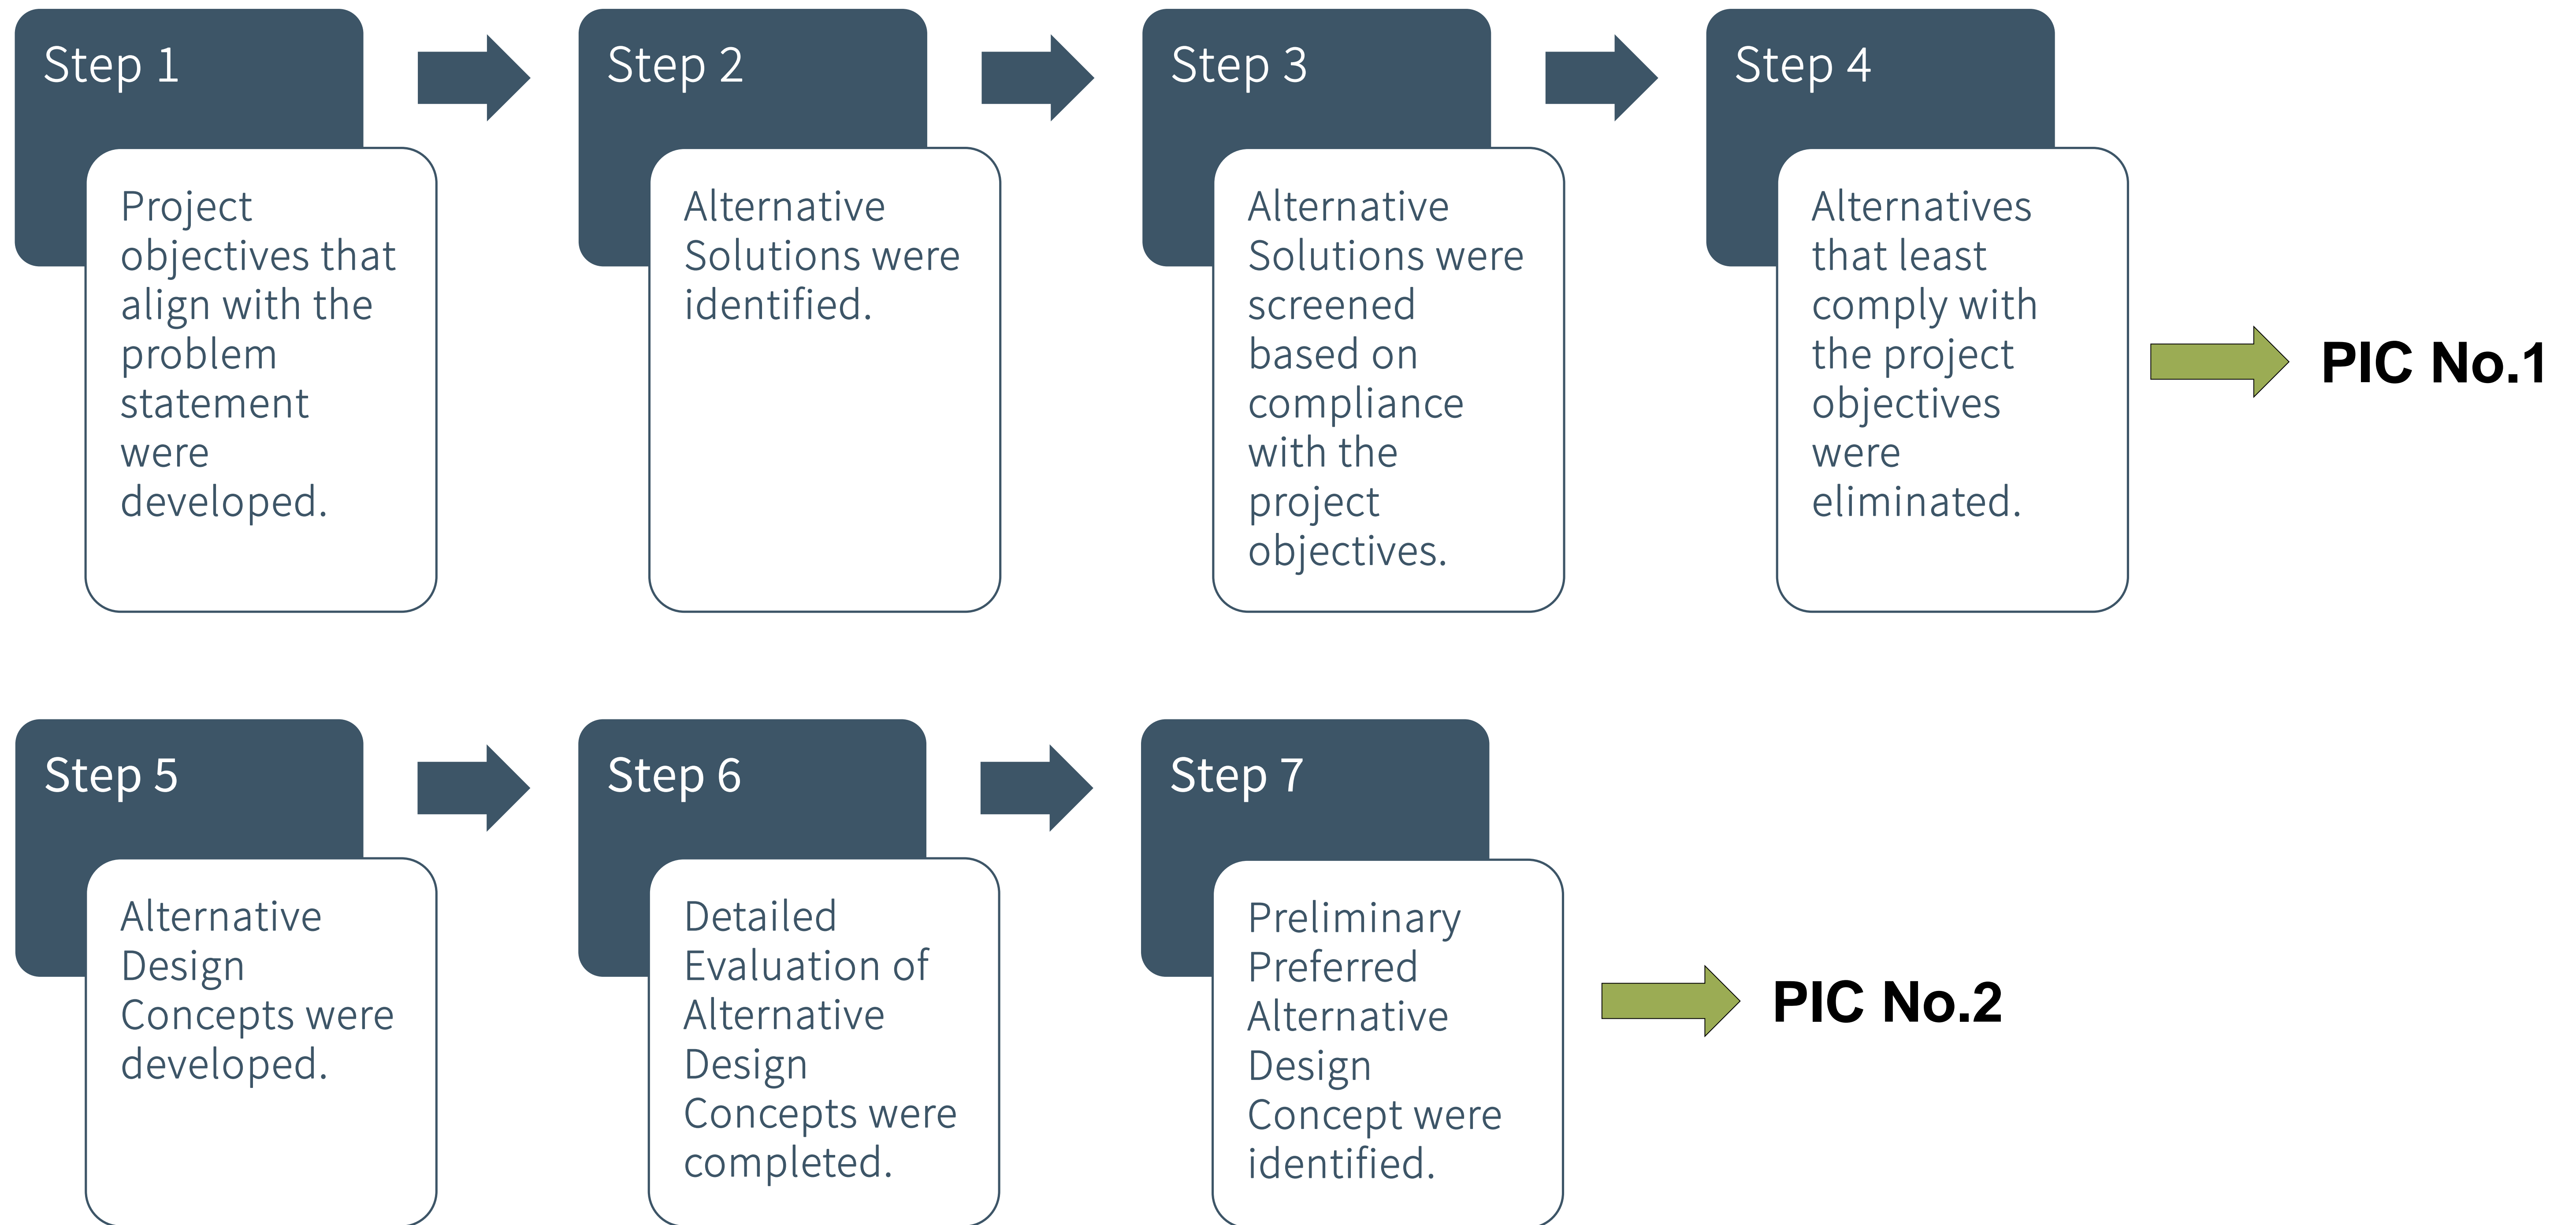 Step 1
Project
objectives that
align with the
problem
statement
were
developed.
Step 2
Alternative
Solutions were
identified.
Step 3
Alternative
Solutions were
screened
based on
compliance
with the
project
objectives.
Step 4
Alternatives
that least
comply with
the project
objectives
were
eliminated.
PIC No.1
Step 5
Alternative
Design
Concepts were
developed.
Step 6
Detailed
Evaluation of
Alternative
Design
Concepts were
completed.
Step 7
Preliminary
Preferred
Alternative
Design
Concept were
identified.
PIC No.2